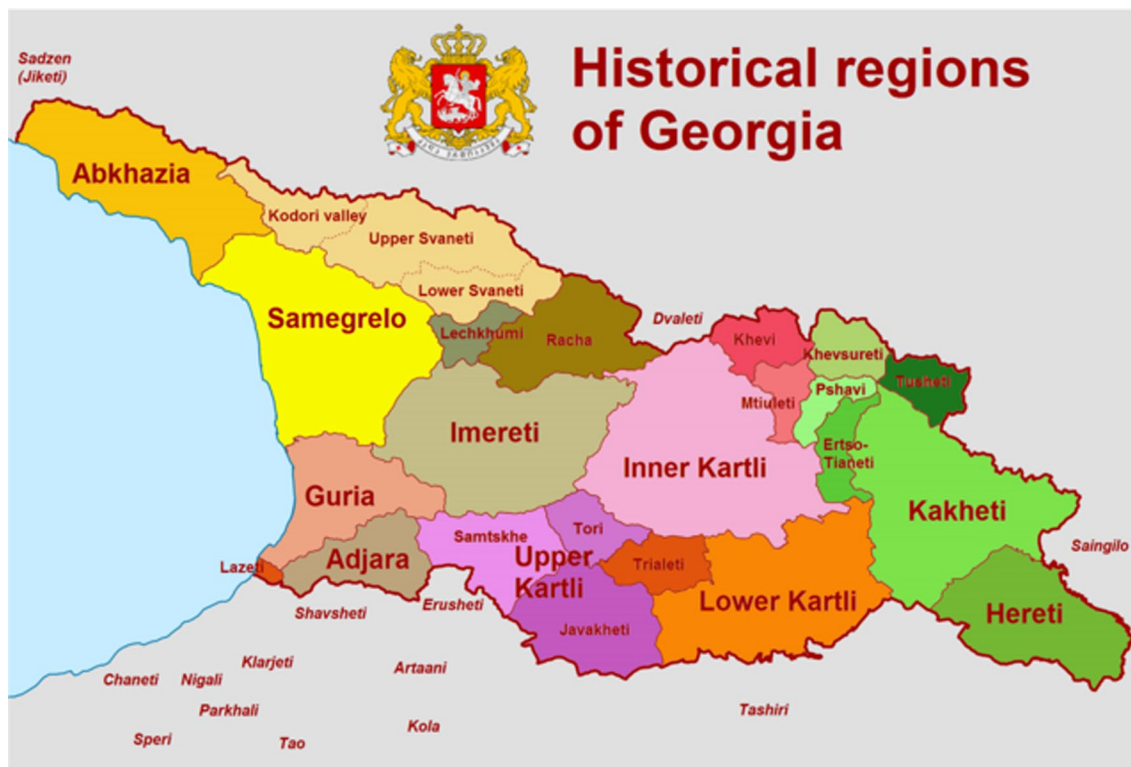 Historical regions
of Georgia
Sadzen
(Jiketi)
Abkhazia
Kodori valley
Upper Svaneti
Lower Svaneti
Samegrelo
Lechkhumi
Racha
Dvaleti
Khevi
Khevsureti
Tusheti
Pshavi
Mtiuleti
Imereti
Inner Kartli
Ertso-
Tianeti
Guria
Kakheti
Samtskhe
Tori
Saingilo
Adjara
Upper
Kartli
Trialeti
Lazeti
Lower Kartli
Hereti
Shavsheti
Erusheti
Javakheti
Klarjeti
Artaani
Chaneti
Nigali
Parkhali
Tashiri
Kola
Speri
Tao